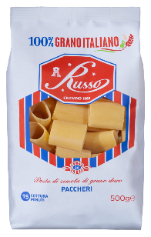 100% GRANO ITALIANO
Russo
Pasta di semola di grano duro
PACCHERI
500g e